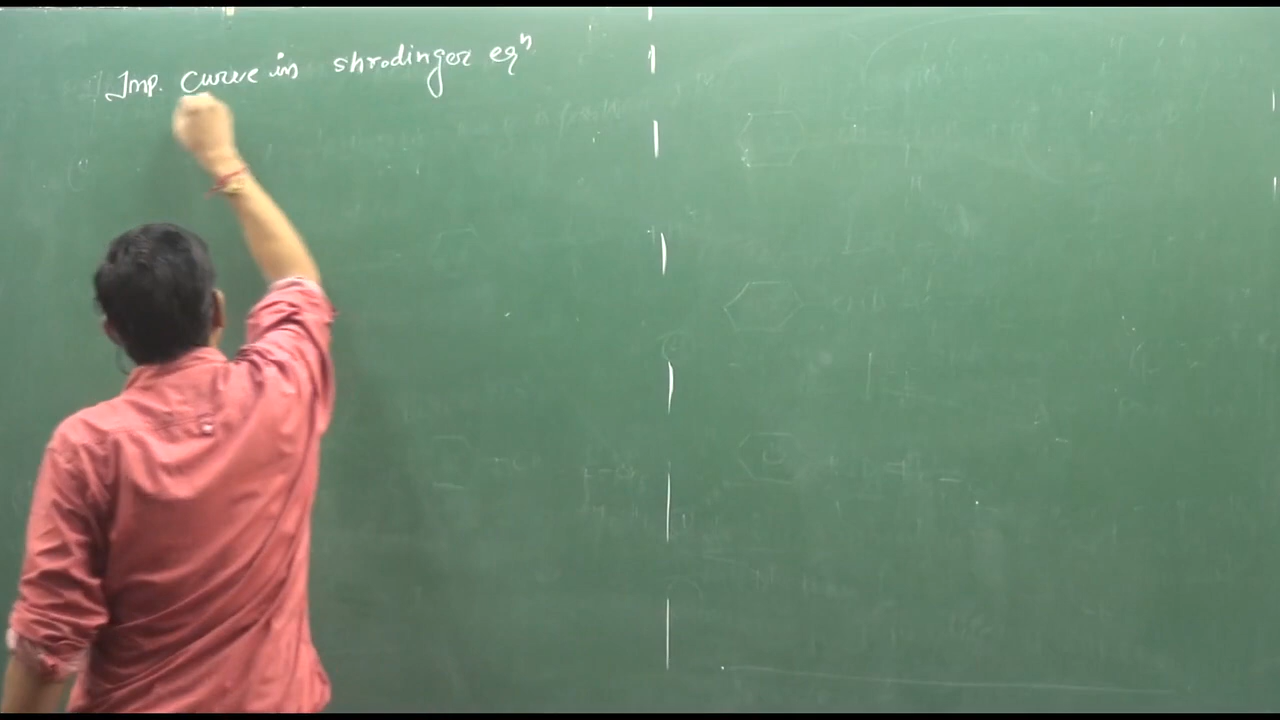 Imp. curve in shrodinger eqⁿ